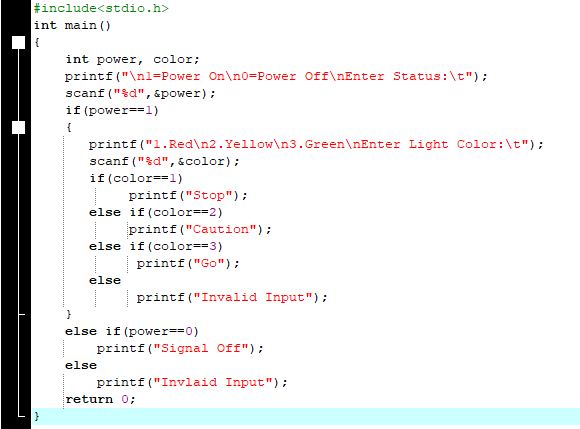 #include<stdio.h>
int main()
{
    int power, color;
    printf("\n1=Power On\n0=Power Off\nEnter Status:\t");
    scanf("%d",&power);
    if(power==1)
    {
       printf("1.Red\n2.Yellow\n3.Green\nEnter Light Color:\t");
       scanf("%d",&color);
       if(color==1)
            printf("Stop");
       else if(color==2)
            printf("Caution");
       else if(color==3)
             printf("Go");
       else
             printf("Invalid Input");
    }
    else if(power==0)
        printf("Signal Off");
    else
        printf("Invlaid Input");
    return 0;
}